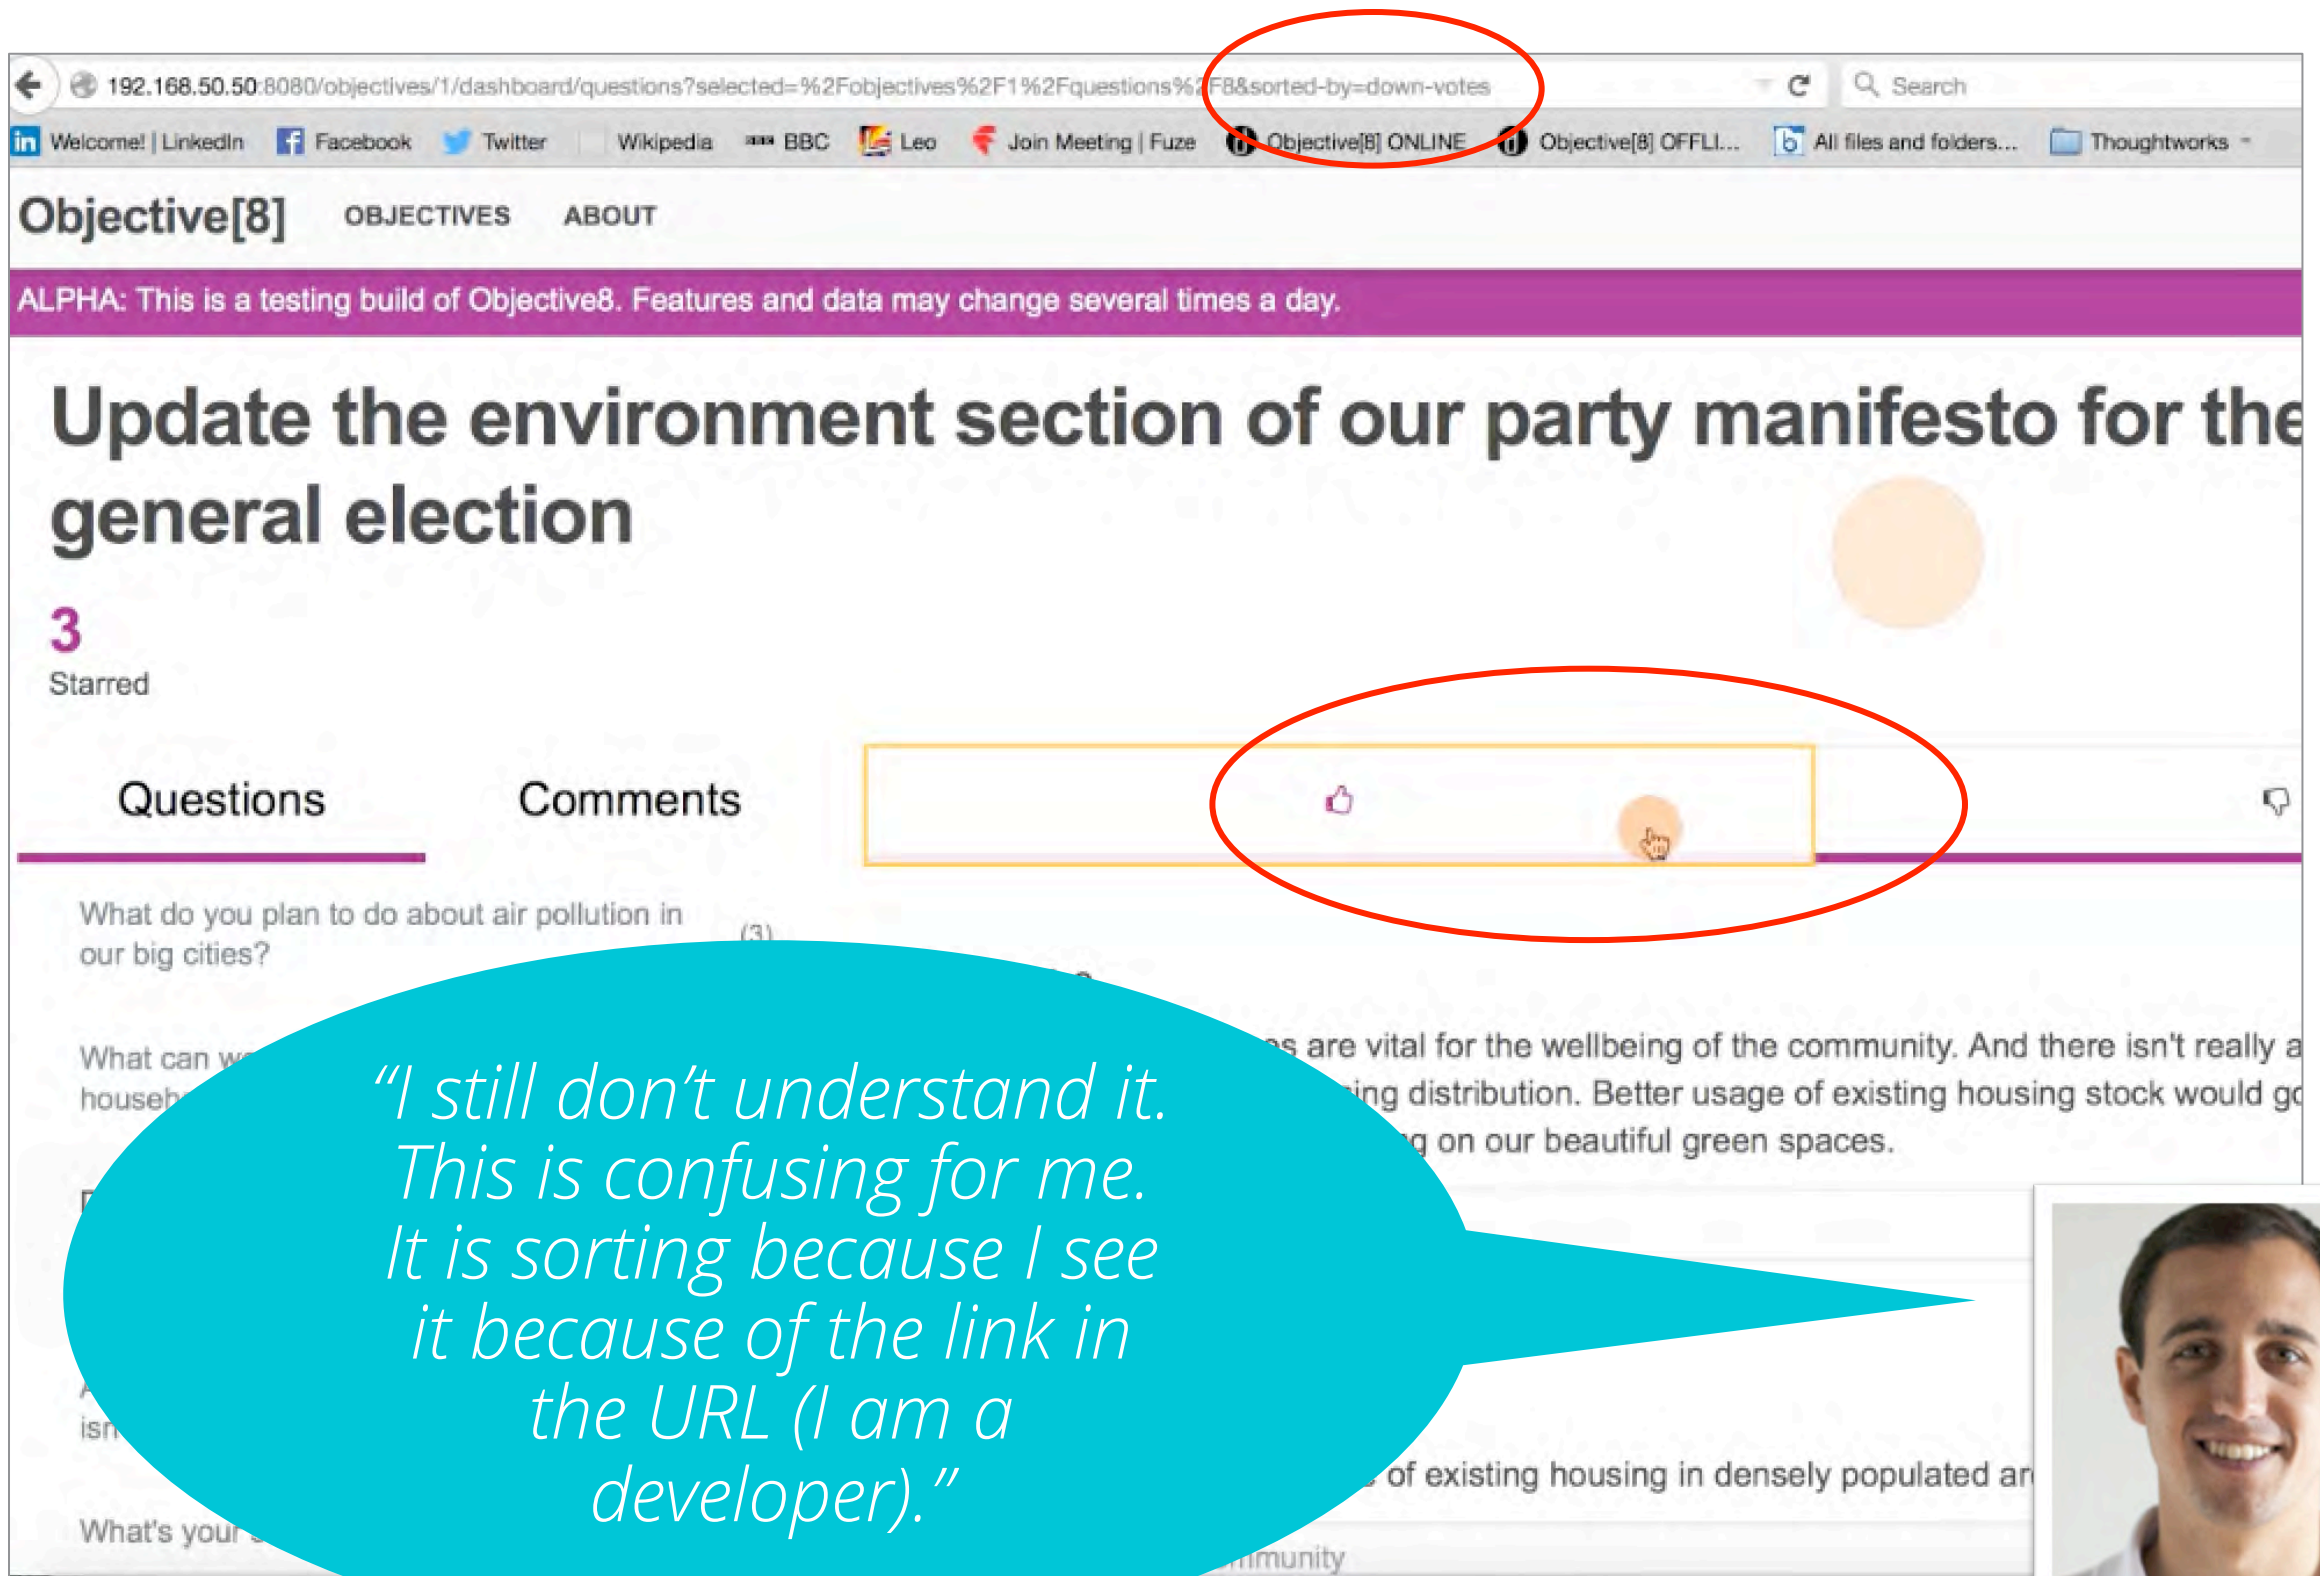 192.168.50.50:8080/objectives/1/dashboard/questions?selected=%2Fobjectives%2F1%2Fquestions%2F8&sorted-by=down-votes Search
in Welcome! | LinkedIn f Facebook Twitter Wikipedia BBC Leo Join Meeting | Fuze Objective[8] ONLINE Objective[8] OFFLI... b All files and folders... Thoughtworks
Objective[8] OBJECTIVES ABOUT
ALPHA: This is a testing build of Objective8. Features and data may change several times a day.
Update the environment section of our party manifesto for the
general election
3
Starred
Questions Comments
What do you plan to do about air pollution in
our big cities?
(3)
What can
What's your
are vital for the wellbeing of the community. And there isn't really a
distribution. Better usage of existing housing stock would
on our beautiful green spaces.
of existing housing in densely populated
“I still don’t understand it.
This is confusing for me.
It is sorting because I see
it because of the link in
the URL (I am a
developer).”